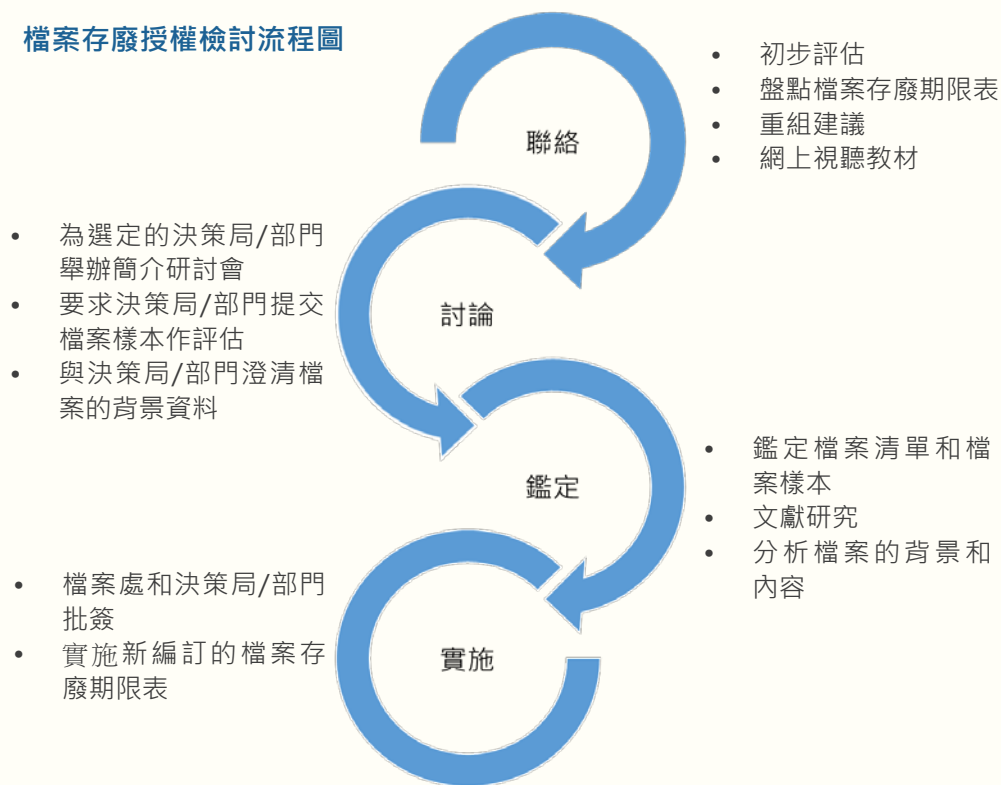 檔案存廢授權檢討流程圖
聯絡
• 初步評估
• 盤點檔案存廢期限表
• 重組建議
• 網上視聽教材
討論
• 為選定的決策局/部門
舉辦簡介研討會
• 要求決策局/部門提交
檔案樣本作評估
• 與決策局/部門澄清檔
案的背景資料
鑑定
• 鑑定檔案清單和檔
案樣本
• 文獻研究
• 分析檔案的背景和
內容
實施
• 檔案處和決策局/部門
批簽
• 實施新編訂的檔案存
廢期限表